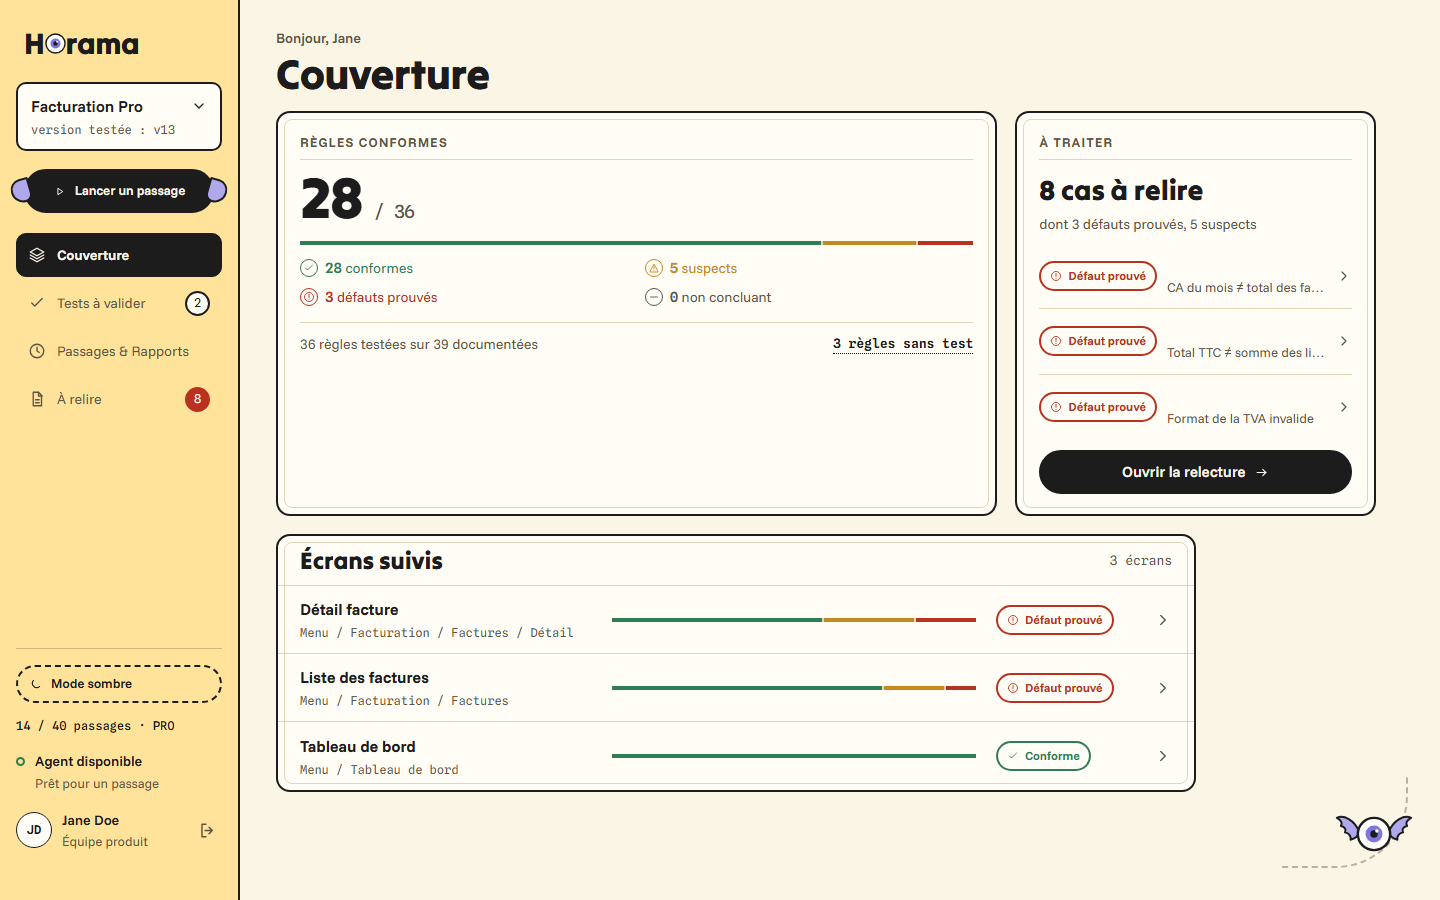 Horama
Facturation Pro
version testée : v13
Lancer un passage
Couverture
Tests à valider 2
Passages & Rapports
À relire 8
Mode sombre
14 / 40 passages · PRO
Agent disponible
Prêt pour un passage
JD
Jane Doe
Équipe produit
Bonjour, Jane
Couverture
RÈGLES CONFORMES
28 / 36
28 conformes
5 suspects
3 défauts prouvés
0 non concluant
36 règles testées sur 39 documentées
3 règles sans test
À TRAITER
8 cas à relire
dont 3 défauts prouvés, 5 suspects
Défaut prouvé
CA du mois ≠ total des fa...
Défaut prouvé
Total TTC ≠ somme des li...
Défaut prouvé
Format de la TVA invalide
Ouvrir la relecture →
Écrans suivis
3 écrans
Détail facture
Menu / Facturation / Factures / Détail
Défaut prouvé
Liste des factures
Menu / Facturation / Factures
Défaut prouvé
Tableau de bord
Menu / Tableau de bord
Conforme